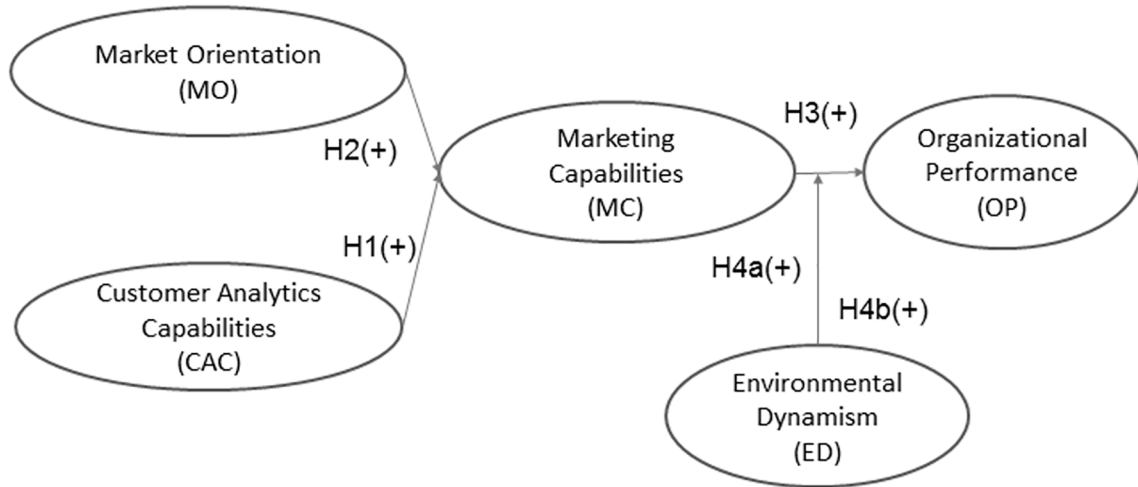 Market Orientation
(MO)
H2(+)
H1(+)
Customer Analytics
Capabilities
(CAC)
Marketing
Capabilities
(MC)
H3(+)
Organizational
Performance
(OP)
H4a(+)
H4b(+)
Environmental
Dynamism
(ED)